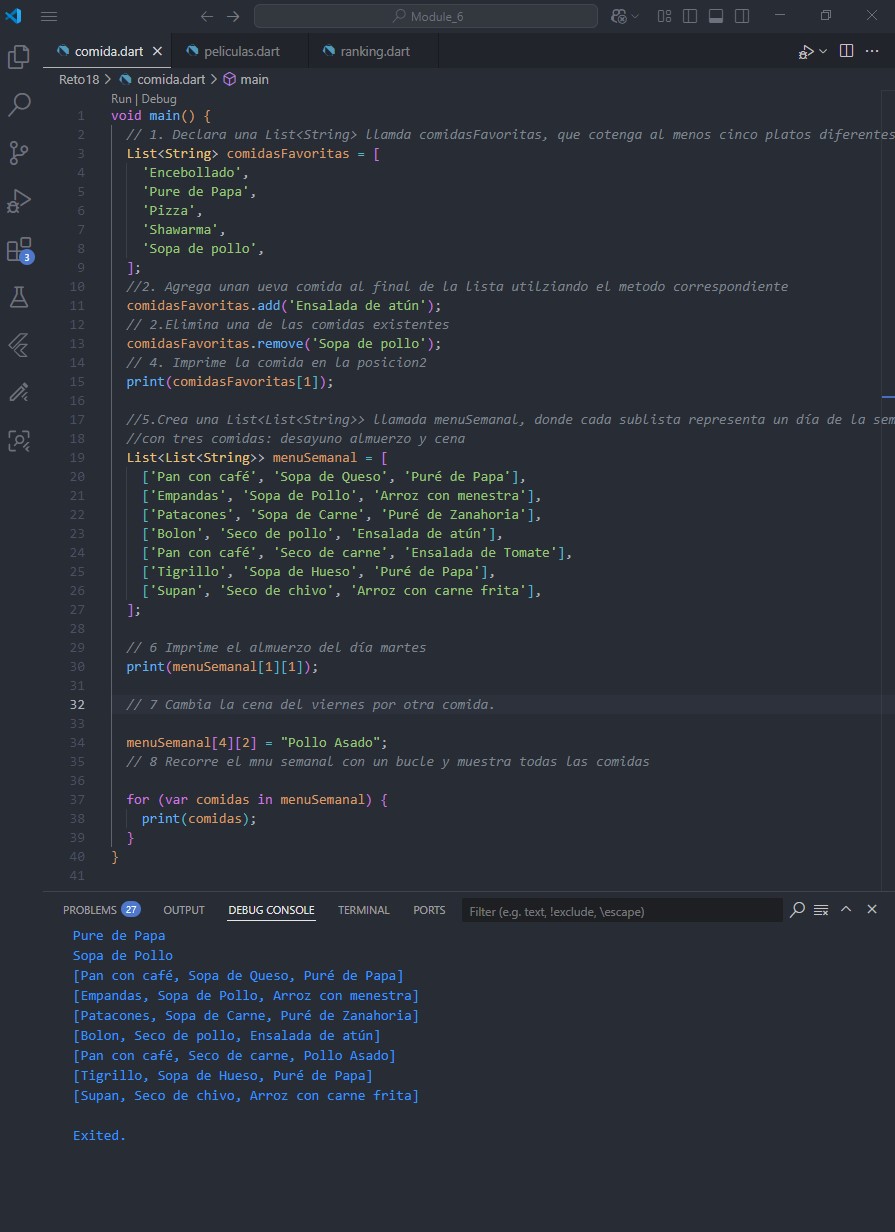 Module_6
comida.dart
peliculas.dart
ranking.dart
Reto18 > comida.dart > main
Run | Debug
1 void main() {
2 // 1. Declara una List<String> llamda comidasFavoritas, que cotenga al menos cinco platos diferentes
3 List<String> comidasFavoritas = [
4 'Encebollado',
5 'Pure de Papa',
6 'Pizza',
7 'Shawarma',
8 'Sopa de pollo',
9 ];
10 //2. Agrega unan ueva comida al final de la lista utilziando el metodo correspondiente
11 comidasFavoritas.add('Ensalada de atún');
12 // 2.Elimina una de las comidas existentes
13 comidasFavoritas.remove('Sopa de pollo');
14 // 4. Imprime la comida en la posicion2
15 print(comidasFavoritas[1]);
16
17 //5.Crea una List<List<String>> llamada menuSemanal, donde cada sublista representa un día de la sem
18 //con tres comidas: desayuno almuerzo y cena
19 List<List<String>> menuSemanal = [
20 ['Pan con café', 'Sopa de Queso', 'Puré de Papa'],
21 ['Empandas', 'Sopa de Pollo', 'Arroz con menestra'],
22 ['Patacones', 'Sopa de Carne', 'Puré de Zanahoria'],
23 ['Bolon', 'Seco de pollo', 'Ensalada de atún'],
24 ['Pan con café', 'Seco de carne', 'Ensalada de Tomate'],
25 ['Tigrillo', 'Sopa de Hueso', 'Puré de Papa'],
26 ['Supan', 'Seco de chivo', 'Arroz con carne frita'],
27 ];
28
29 // 6 Imprime el almuerzo del día martes
30 print(menuSemanal[1][1]);
31
32 // 7 Cambia la cena del viernes por otra comida.
33
34 menuSemanal[4][2] = "Pollo Asado";
35 // 8 Recorre el mnu semanal con un bucle y muestra todas las comidas
36
37 for (var comidas in menuSemanal) {
38 print(comidas);
39 }
40 }
41
3
PROBLEMS 27 OUTPUT DEBUG CONSOLE TERMINAL PORTS Filter (e.g. text, !exclude, \escape)
Pure de Papa
Sopa de Pollo
[Pan con café, Sopa de Queso, Puré de Papa]
[Empandas, Sopa de Pollo, Arroz con menestra]
[Patacones, Sopa de Carne, Puré de Zanahoria]
[Bolon, Seco de pollo, Ensalada de atún]
[Pan con café, Seco de carne, Pollo Asado]
[Tigrillo, Sopa de Hueso, Puré de Papa]
[Supan, Seco de chivo, Arroz con carne frita]
Exited.